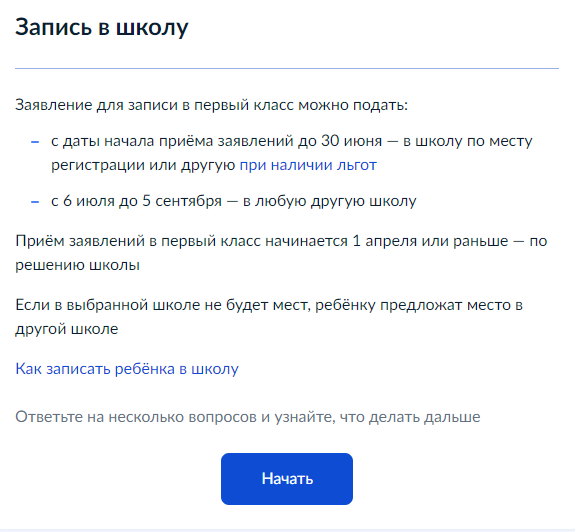 Запись в школу
Заявление для записи в первый класс можно подать:
– с даты начала приёма заявлений до 30 июня — в школу по месту
регистрации или другую при наличии льгот
– с 6 июля до 5 сентября — в любую другую школу
Приём заявлений в первый класс начинается 1 апреля или раньше — по
решению школы
Если в выбранной школе не будет мест, ребёнку предложат место в
другой школе
Как записать ребёнка в школу
Ответьте на несколько вопросов и узнайте, что делать дальше
Начать